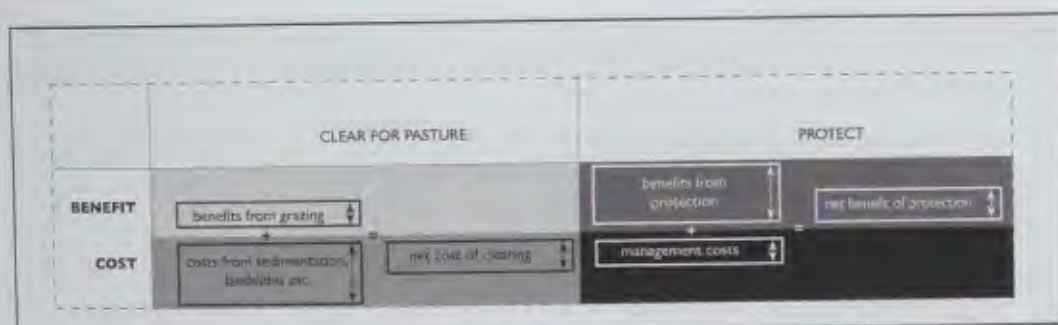 CLEAR FOR PASTURE
PROTECT
BENEFIT
benefits from grazing
benefits from
protection
net benefit of protection
+
=
+
=
COST
costs from sedimentation,
landslides etc.
net cost of clearing
management costs